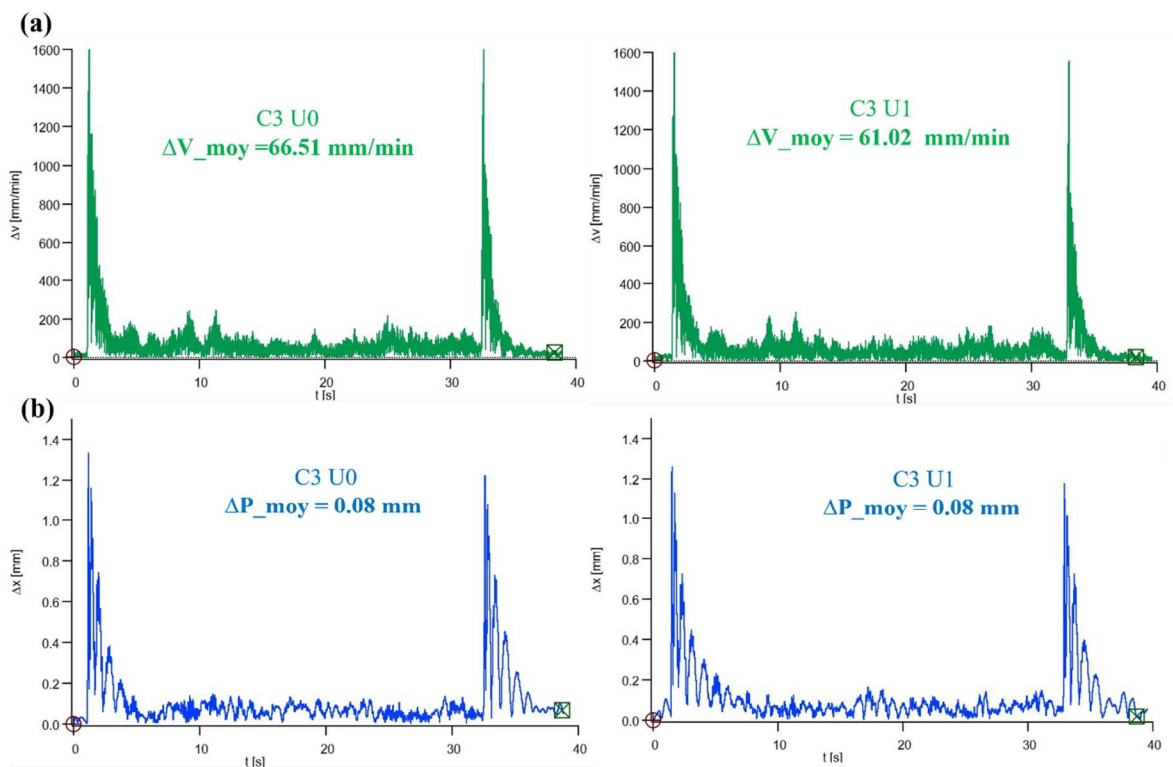 (a)
1600
1400
1200
1000
800
600
400
200
0
Δv [mm/min]
C3 U0
ΔV_moy =66.51 mm/min
0 10 20 30 40
t [s]
1600
1400
1200
1000
800
600
400
200
0
Δv [mm/min]
C3 U1
ΔV_moy = 61.02 mm/min
0 10 20 30 40
t [s]
(b)
1.4
1.2
1.0
0.8
0.6
0.4
0.2
0.0
Δx [mm]
C3 U0
ΔP_moy = 0.08 mm
0 10 20 30 40
t [s]
1.4
1.2
1.0
0.8
0.6
0.4
0.2
0.0
Δx [mm]
C3 U1
ΔP_moy = 0.08 mm
0 10 20 30 40
t [s]